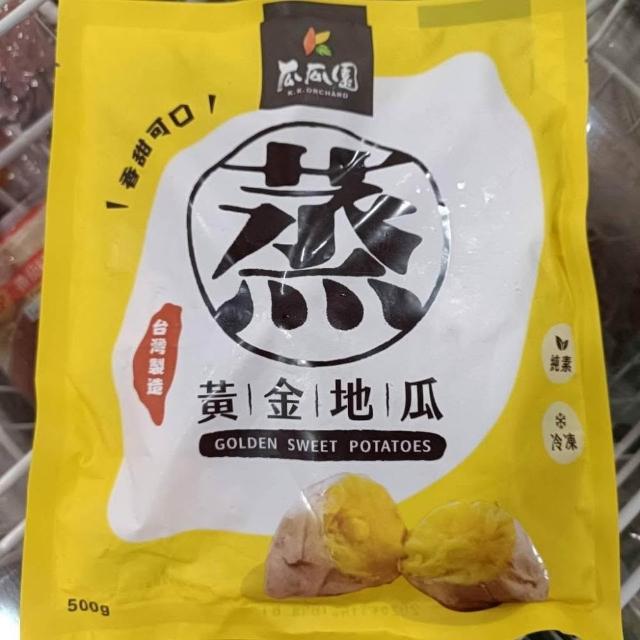 瓜瓜園
K.K. ORCHARD
香甜可口
蒸
台灣製造
黃金地瓜
GOLDEN SWEET POTATOES
純素
冷凍
500g